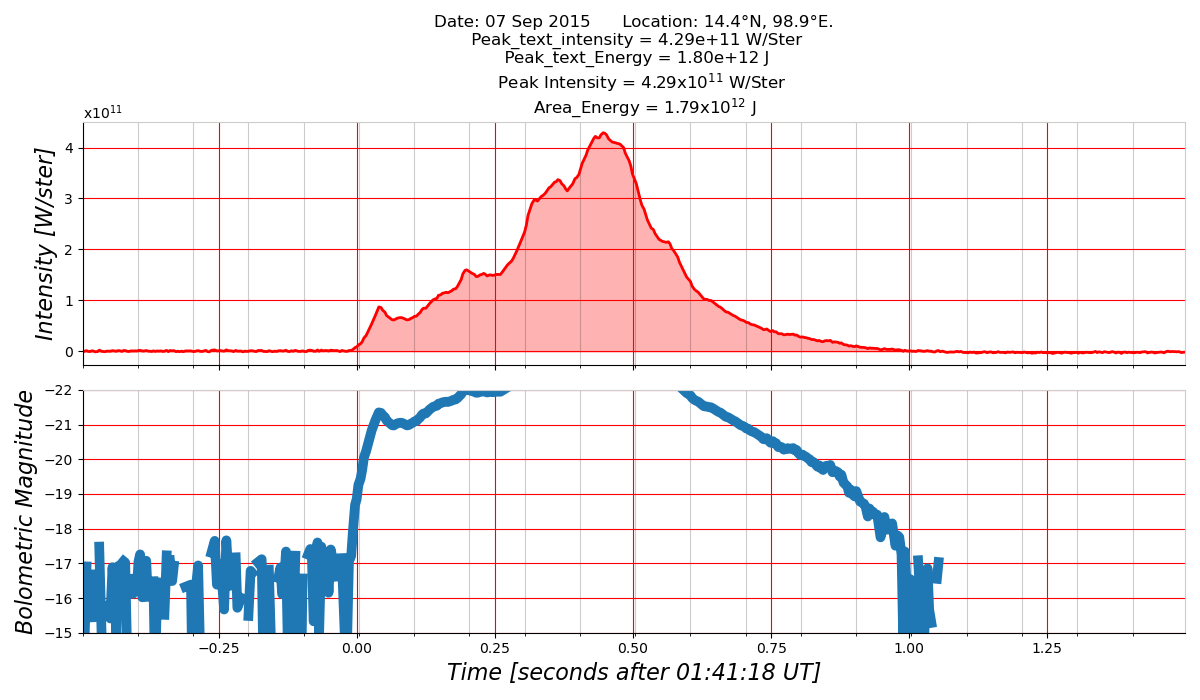 Date: 07 Sep 2015      Location: 14.4°N, 98.9°E.
Peak_text_intensity = 4.29e+11 W/Ster
Peak_text_Energy = 1.80e+12 J
Peak Intensity = 4.29x10¹¹ W/Ster
Area_Energy = 1.79x10¹² J
x10¹¹
4
3
2
1
0
Intensity [W/ster]
−22
−21
−20
−19
−18
−17
−16
−15
Bolometric Magnitude
−0.25 0.00 0.25 0.50 0.75 1.00 1.25
Time [seconds after 01:41:18 UT]